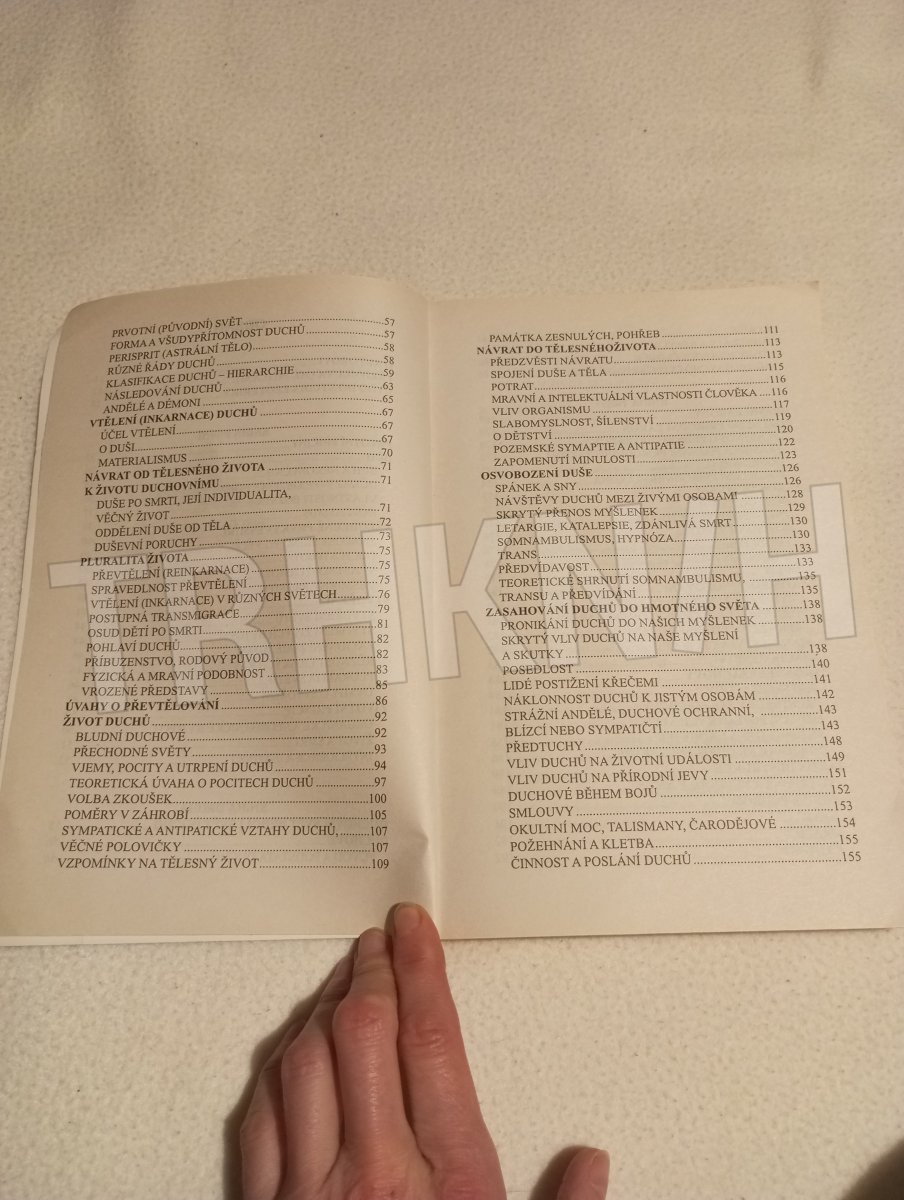 PRVOTNÍ (PŮVODNÍ) SVĚT ........ 57
FORMA A VŠUDYPŘÍTOMNOST DUCHŮ ........ 57
PERISPRIT (ASTRÁLNÍ TĚLO) ........ 58
RŮZNÉ ŘÁDY DUCHŮ ........ 58
KLASIFIKACE DUCHŮ – HIERARCHIE ........ 59
NÁSLEDOVÁNÍ DUCHŮ ........ 63
ANDĚLÉ A DÉMONI ........ 65
VTĚLENÍ (INKARNACE) DUCHŮ ........ 67
ÚČEL VTĚLENÍ ........ 67
O DUŠI ........ 67
MATERIALISMUS ........ 70
NÁVRAT OD TĚLESNÉHO ŽIVOTA ........ 71
K ŽIVOTU DUCHOVNÍMU ........ 71
DUŠE PO SMRTI, JEJÍ INDIVIDUALITA,
VĚČNÝ ŽIVOT ........ 71
ODDĚLENÍ DUŠE OD TĚLA ........ 72
DUŠEVNÍ PORUCHY ........ 73
PLURALITA ŽIVOTA ........ 75
PŘEVTĚLENÍ (REINKARNACE) ........ 75
SPRAVEDLNOST PŘEVTĚLENÍ ........ 75
VTĚLENÍ (INKARNACE) V RŮZNÝCH SVĚTECH ........ 76
POSTUPNÁ TRANSMIGRACE ........ 79
OSUD DĚTÍ PO SMRTI ........ 81
POHLAVÍ DUCHŮ ........ 82
PŘÍBUZENSTVO, RODOVÝ PŮVOD ........ 82
FYZICKÁ A MRAVNÍ PODOBNOST ........ 83
VROZENÉ PŘEDSTAVY ........ 85
ÚVAHY O PŘEVTĚLOVÁNÍ ........ 86
ŽIVOT DUCHŮ ........ 92
BLUDNÍ DUCHOVÉ ........ 92
PŘECHODNÉ SVĚTY ........ 93
VJEMY, POCITY A UTRPENÍ DUCHŮ ........ 94
TEORETICKÁ ÚVAHA O POCITECH DUCHŮ ........ 97
VOLBA ZKOUŠEK ........ 100
POMĚRY V ZÁHROBÍ ........ 105
SYMPATICKÉ A ANTIPATICKÉ VZTAHY DUCHŮ, ........ 107
VĚČNÉ POLOVIČKY ........ 107
VZPOMÍNKY NA TĚLESNÝ ŽIVOT ........ 109
PAMÁTKA ZESNULÝCH, POHŘEB ........ 111
NÁVRAT DO TĚLESNÉHOŽIVOTA ........ 113
PŘEDZVĚSTI NÁVRATU ........ 113
SPOJENÍ DUŠE A TĚLA ........ 115
POTRAT ........ 116
MRAVNÍ A INTELEKTUÁLNÍ VLASTNOSTI ČLOVĚKA .... 116
VLIV ORGANISMU ........ 117
SLABOMYSLNOST, ŠÍLENSTVÍ ........ 119
O DĚTSTVÍ ........ 120
POZEMSKÉ SYMAPTIE A ANTIPATIE ........ 122
ZAPOMENUTÍ MINULOSTI ........ 123
OSVOBOZENÍ DUŠE ........ 126
SPÁNEK A SNY ........ 126
NÁVŠTĚVY DUCHŮ MEZI ŽIVÝMI OSOBAMI ........ 128
SKRYTÝ PŘENOS MYŠLENEK ........ 129
LETARGIE, KATALEPSIE, ZDÁNLIVÁ SMRT ........ 130
SOMNAMBULISMUS, HYPNÓZA ........ 130
TRANS ........ 133
PŘEDVÍDAVOST ........ 133
TEORETICKÉ SHRNUTÍ SOMNAMBULISMU, ........ 135
TRANSU A PŘEDVÍDÁNÍ ........ 135
ZASAHOVÁNÍ DUCHŮ DO HMOTNÉHO SVĚTA ........ 138
PRONIKÁNÍ DUCHŮ DO NAŠICH MYŠLENEK ........ 138
SKRYTÝ VLIV DUCHŮ NA NAŠE MYŠLENÍ
A SKUTKY ........ 138
POSEDLOST ........ 140
LIDÉ POSTIŽENÍ KŘEČEMI ........ 141
NÁKLONNOST DUCHŮ K JISTÝM OSOBÁM ........ 142
STRÁŽNÍ ANDĚLÉ, DUCHOVÉ OCHRANNÍ, ........ 143
BLÍZCÍ NEBO SYMPATIČTÍ ........ 143
PŘEDTUCHY ........ 148
VLIV DUCHŮ NA ŽIVOTNÍ UDÁLOSTI ........ 149
VLIV DUCHŮ NA PŘÍRODNÍ JEVY ........ 151
DUCHOVÉ BĚHEM BOJŮ ........ 152
SMLOUVY ........ 153
OKULTNÍ MOC, TALISMANY, ČARODĚJOVÉ ........ 154
POŽEHNÁNÍ A KLETBA ........ 155
ČINNOST A POSLÁNÍ DUCHŮ ........ 155
TRHKNIH